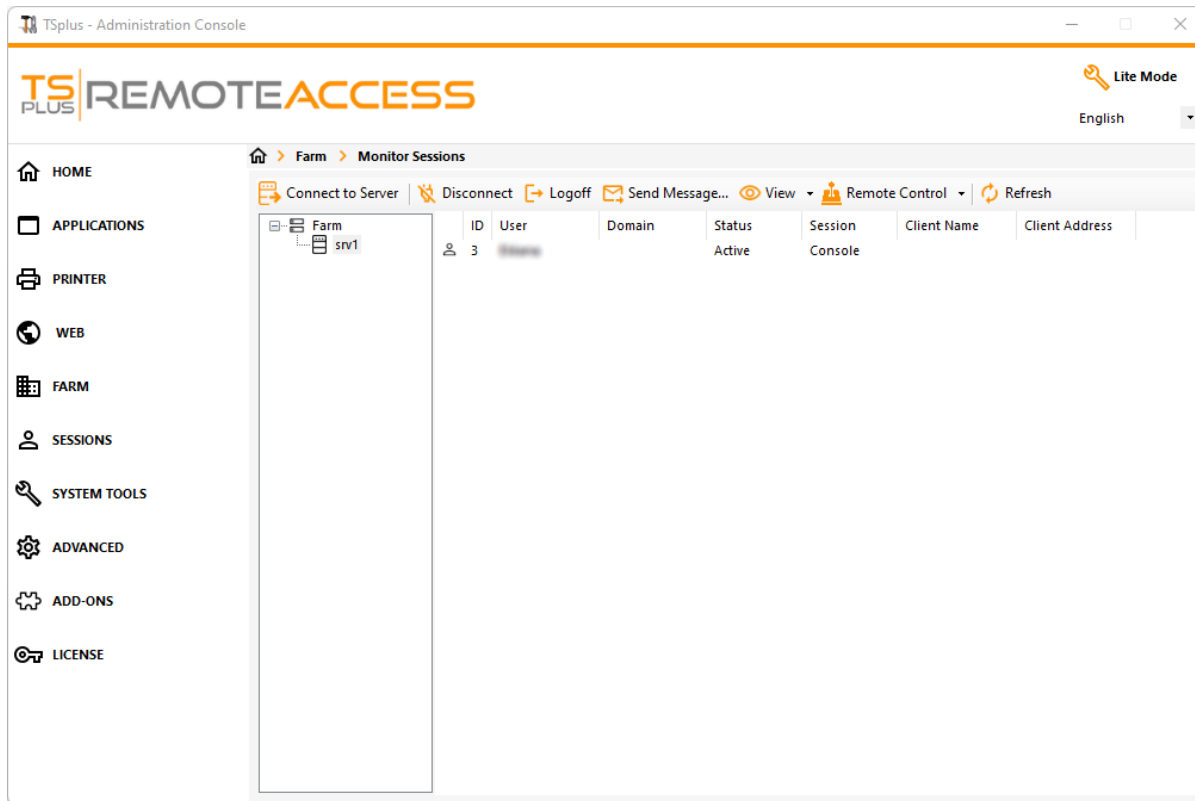 TSplus - Administration Console
TS PLUS REMOTEACCESS
Lite Mode
English
HOME
APPLICATIONS
PRINTER
WEB
FARM
SESSIONS
SYSTEM TOOLS
ADVANCED
ADD-ONS
LICENSE
Farm > Monitor Sessions
Connect to Server Disconnect Logoff Send Message... View Remote Control Refresh
Farm
srv1
ID User Domain Status Session Client Name Client Address
3 Active Console